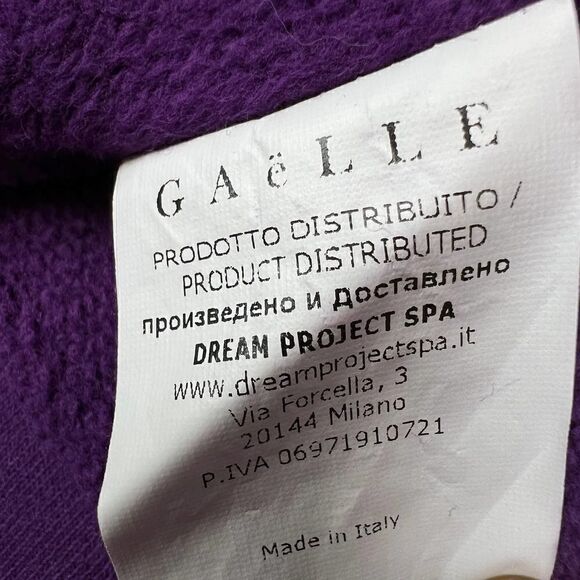 GAëLLE
PRODOTTO DISTRIBUITO /
PRODUCT DISTRIBUTED
произведено и доставлено
DREAM PROJECT SPA
www.dreamprojectspa.it
Via Forcella, 3
20144 Milano
P.IVA 06971910721
Made in Italy